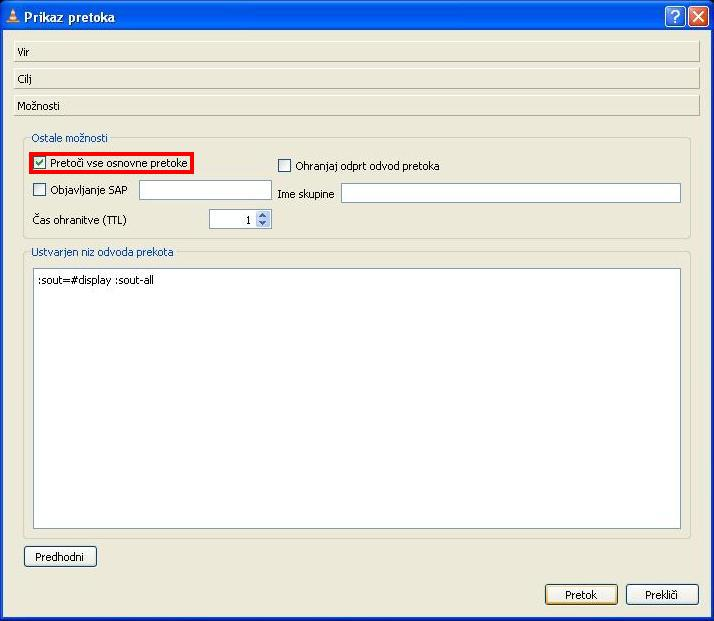 Prikaz pretoka
Vir
Cilj
Možnosti
Ostale možnosti
Pretoči vse osnovne pretoke
Ohranjaj odprt odvod pretoka
Objavljanje SAP
Ime skupine
Čas ohranitve (TTL)
1
Ustvarjen niz odvoda prekota
:sout=#display :sout-all
Predhodni
Pretok
Prekliči